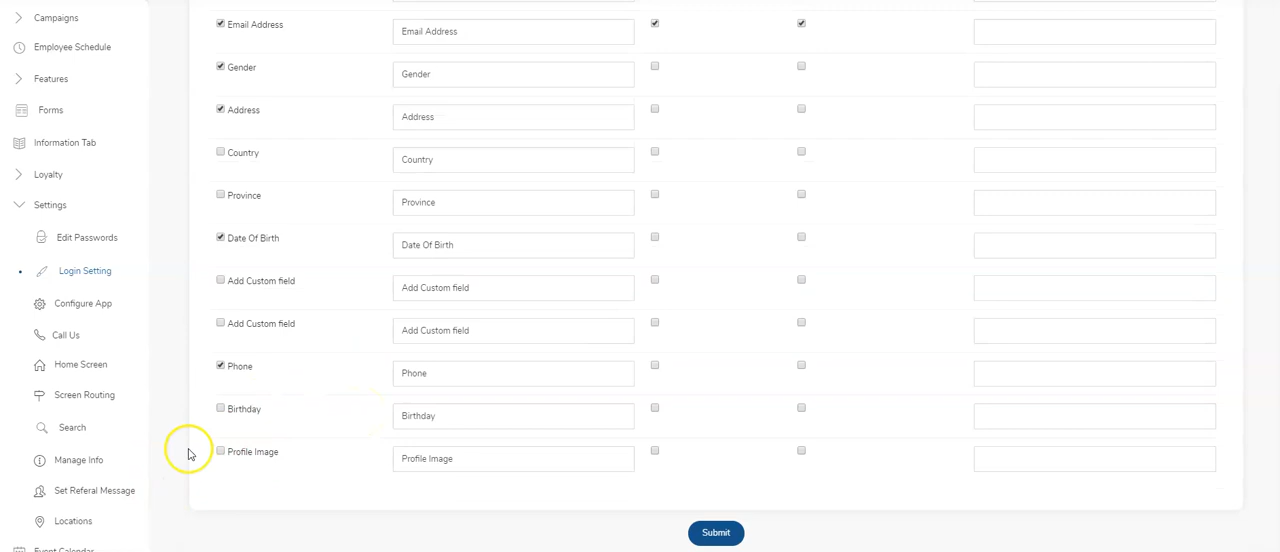 Campaigns
Employee Schedule
Features
Forms
Information Tab
Loyalty
Settings
Edit Passwords
Login Setting
Configure App
Call Us
Home Screen
Screen Routing
Search
Manage Info
Set Referal Message
Locations
Event Calendar
Email Address Email Address
Gender Gender
Address Address
Country Country
Province Province
Date Of Birth Date Of Birth
Add Custom field Add Custom field
Add Custom field Add Custom field
Phone Phone
Birthday Birthday
Profile Image Profile Image
Submit